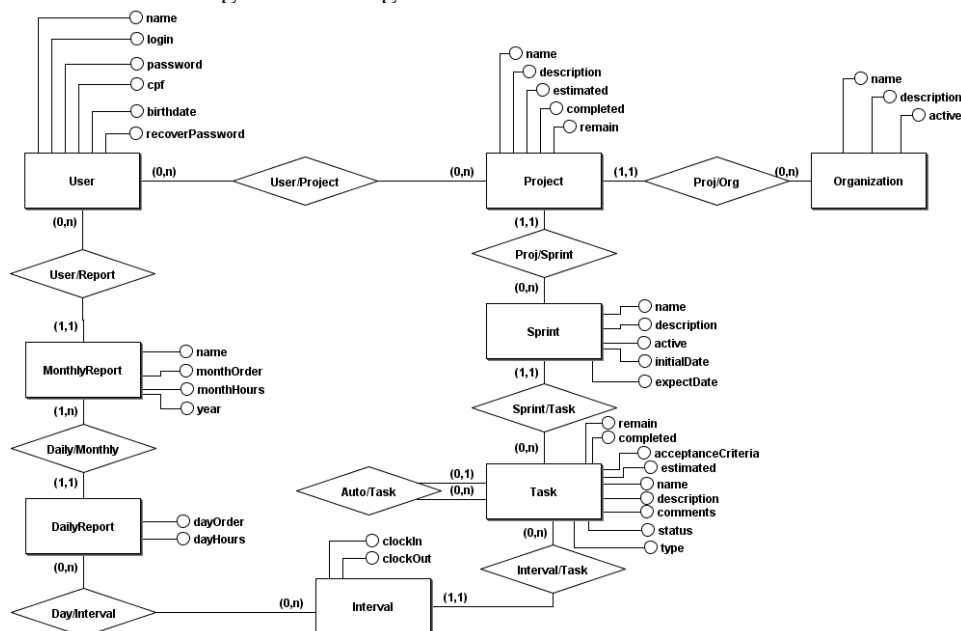 name
login
password
cpf
birthdate
recoverPassword
name
description
estimated
completed
remain
name
description
active
User
(0,n)
User/Project
(0,n)
Project
(1,1)
Proj/Org
(0,n)
Organization
(0,n)
(1,1)
User/Report
Proj/Sprint
(1,1)
(0,n)
MonthlyReport
name
monthOrder
monthHours
year
Sprint
name
description
active
initialDate
expectDate
(1,n)
(1,1)
Daily/Monthly
Sprint/Task
(1,1)
(0,n)
remain
completed
acceptanceCriteria
estimated
name
description
comments
status
type
Auto/Task
(0,1)
(0,n)
Task
DailyReport
dayOrder
dayHours
(0,n)
(0,n)
clockIn
clockOut
Interval/Task
Day/Interval
(0,n)
Interval
(1,1)